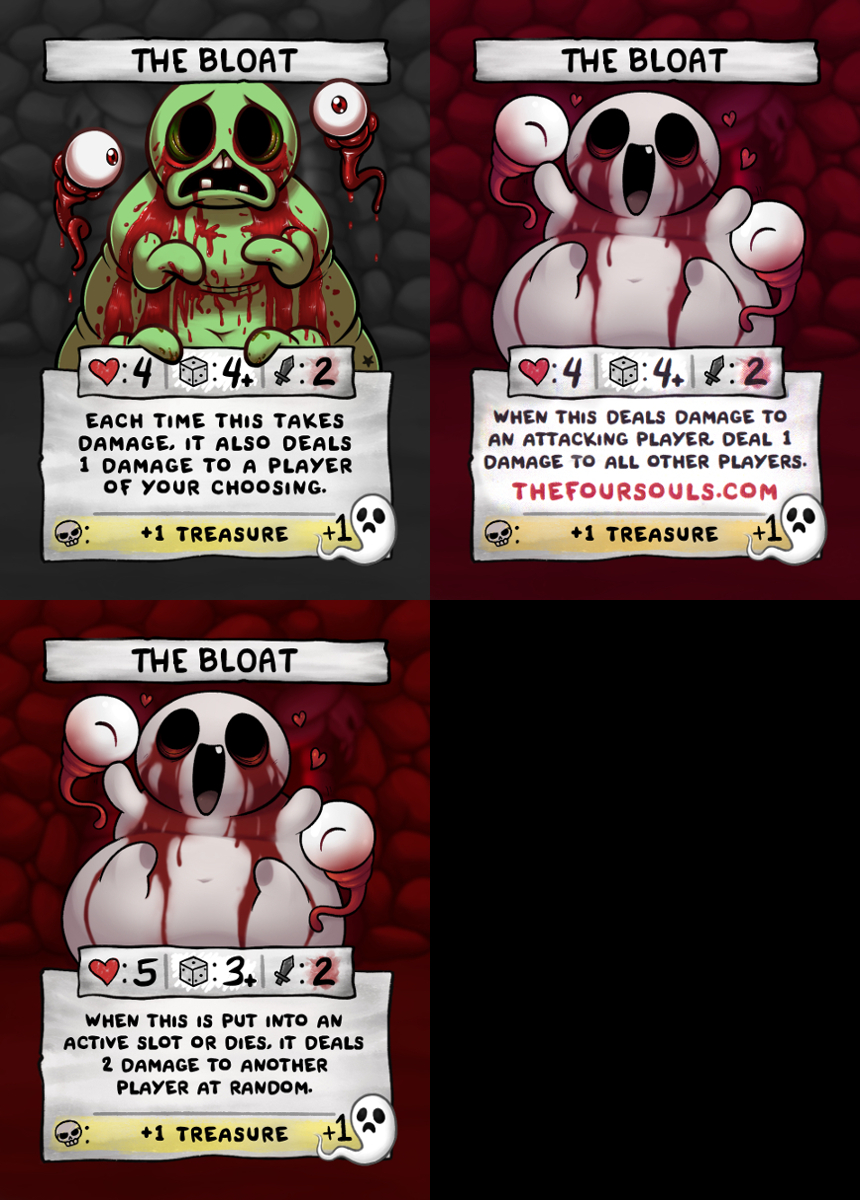 THE BLOAT
:4 :4+ :2
EACH TIME THIS TAKES
DAMAGE, IT ALSO DEALS
1 DAMAGE TO A PLAYER
OF YOUR CHOOSING.
: +1 TREASURE +1
THE BLOAT
:4 :4+ :2
WHEN THIS DEALS DAMAGE TO
AN ATTACKING PLAYER, DEAL 1
DAMAGE TO ALL OTHER PLAYERS.
THEFOURSOULS.COM
: +1 TREASURE +1
THE BLOAT
:5 :3+ :2
WHEN THIS IS PUT INTO AN
ACTIVE SLOT OR DIES, IT DEALS
2 DAMAGE TO ANOTHER
PLAYER AT RANDOM.
: +1 TREASURE +1